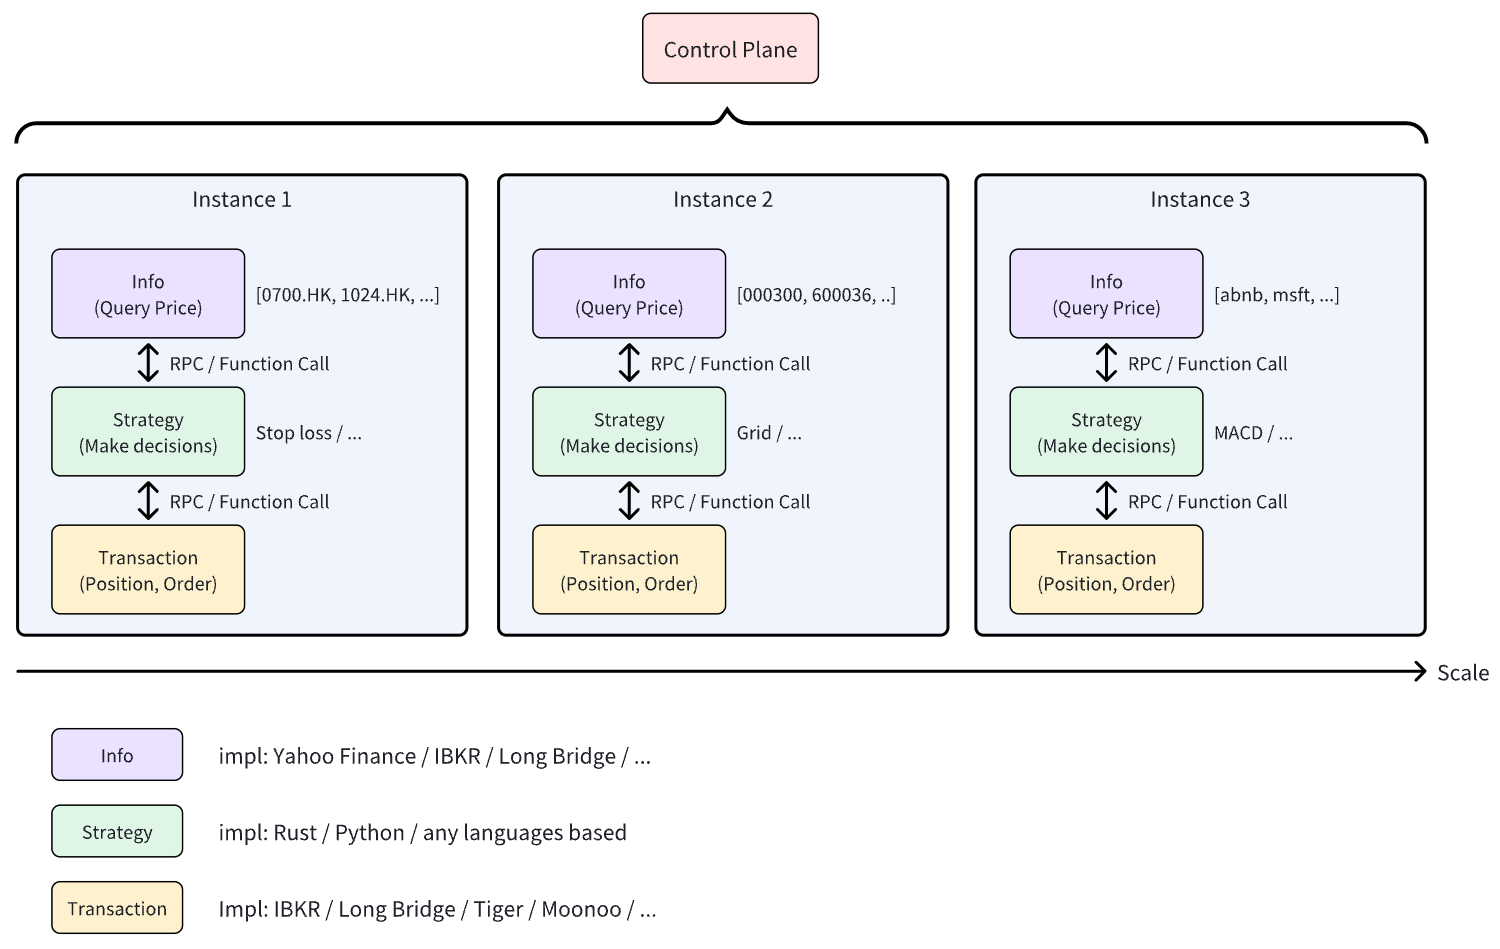 Control Plane
Instance 1
Info
(Query Price)
[0700.HK, 1024.HK, ...]
RPC / Function Call
Strategy
(Make decisions)
Stop loss / ...
RPC / Function Call
Transaction
(Position, Order)
Instance 2
Info
(Query Price)
[000300, 600036, ..]
RPC / Function Call
Strategy
(Make decisions)
Grid / ...
RPC / Function Call
Transaction
(Position, Order)
Instance 3
Info
(Query Price)
[abnb, msft, ...]
RPC / Function Call
Strategy
(Make decisions)
MACD / ...
RPC / Function Call
Transaction
(Position, Order)
Scale
Info
impl: Yahoo Finance / IBKR / Long Bridge / ...
Strategy
impl: Rust / Python / any languages based
Transaction
Impl: IBKR / Long Bridge / Tiger / Moonoo / ...